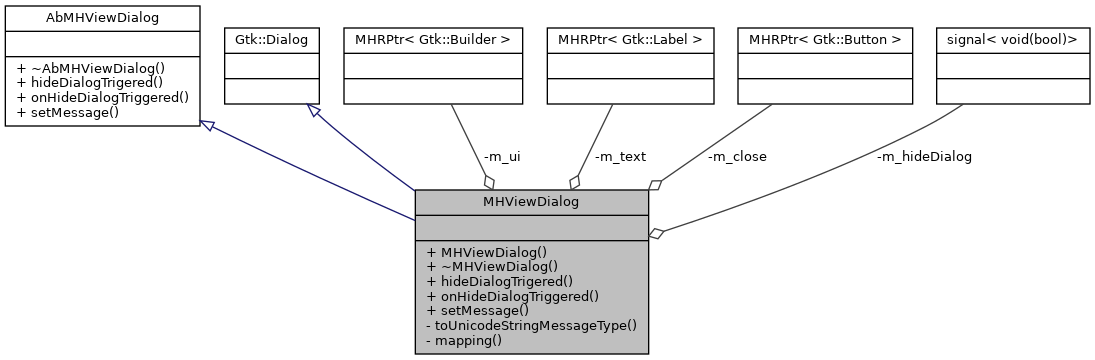 AbMHViewDialog
+ ~AbMHViewDialog()
+ hideDialogTrigered()
+ onHideDialogTriggered()
+ setMessage()
Gtk::Dialog
MHRPtr< Gtk::Builder >
MHRPtr< Gtk::Label >
MHRPtr< Gtk::Button >
signal< void(bool)>
-m_ui
-m_text
-m_close
-m_hideDialog
MHViewDialog
+ MHViewDialog()
+ ~MHViewDialog()
+ hideDialogTrigered()
+ onHideDialogTriggered()
+ setMessage()
- toUnicodeStringMessageType()
- mapping()